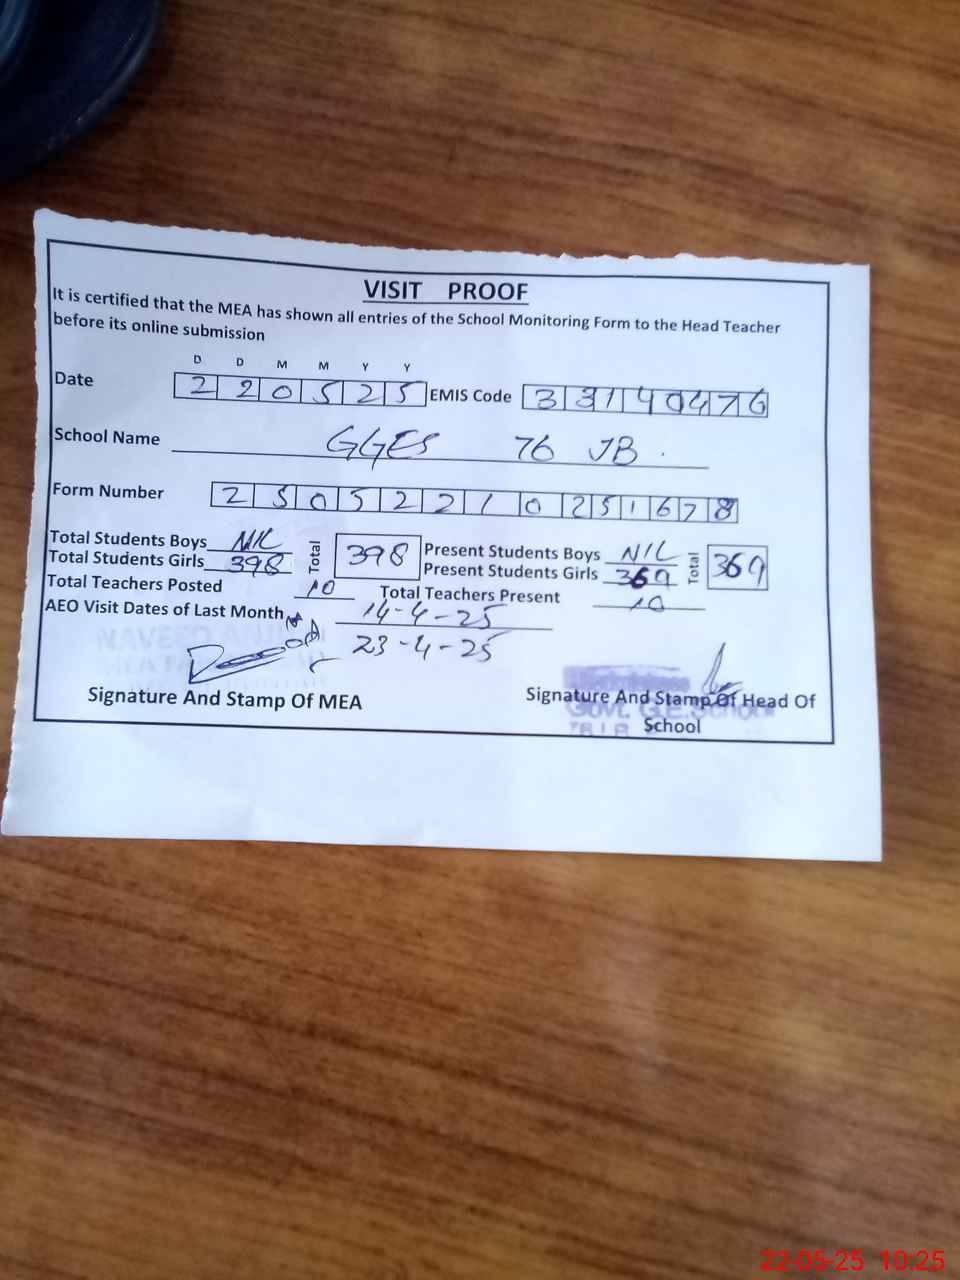 VISIT PROOF
It is certified that the MEA has shown all entries of the School Monitoring Form to the Head Teacher
before its online submission
D D M M Y Y
Date 2 2 0 5 2 5 EMIS Code 3 3 1 4 0 4 7 6
School Name GGES 76 JB
Form Number 2 5 0 5 2 2 1 0 2 5 1 6 7 8
Total Students Boys NIL Total 398 Present Students Boys NIL Total 369
Total Students Girls 398 Present Students Girls 369
Total Teachers Posted 10 Total Teachers Present 10
AEO Visit Dates of Last Month 14-4-25
23-4-25
NAVEED
Signature And Stamp Of MEA
Signature And Stamp Of Head Of
School
Govt. G.E. School
22-05-25 10:25